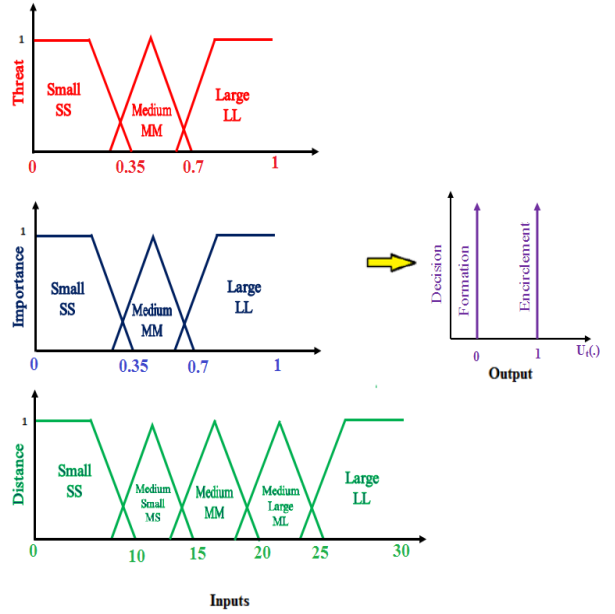 Threat
1
Small
SS
Medium
MM
Large
LL
0 0.35 0.7 1
Importance
1
Small
SS
Medium
MM
Large
LL
0 0.35 0.7 1
Distance
1
Small
SS
Medium
Small
MS
Medium
MM
Medium
Large
ML
Large
LL
0 10 15 20 25 30
Inputs
Decision
Formation
Encirclement
0 1 Uf(.)
Output